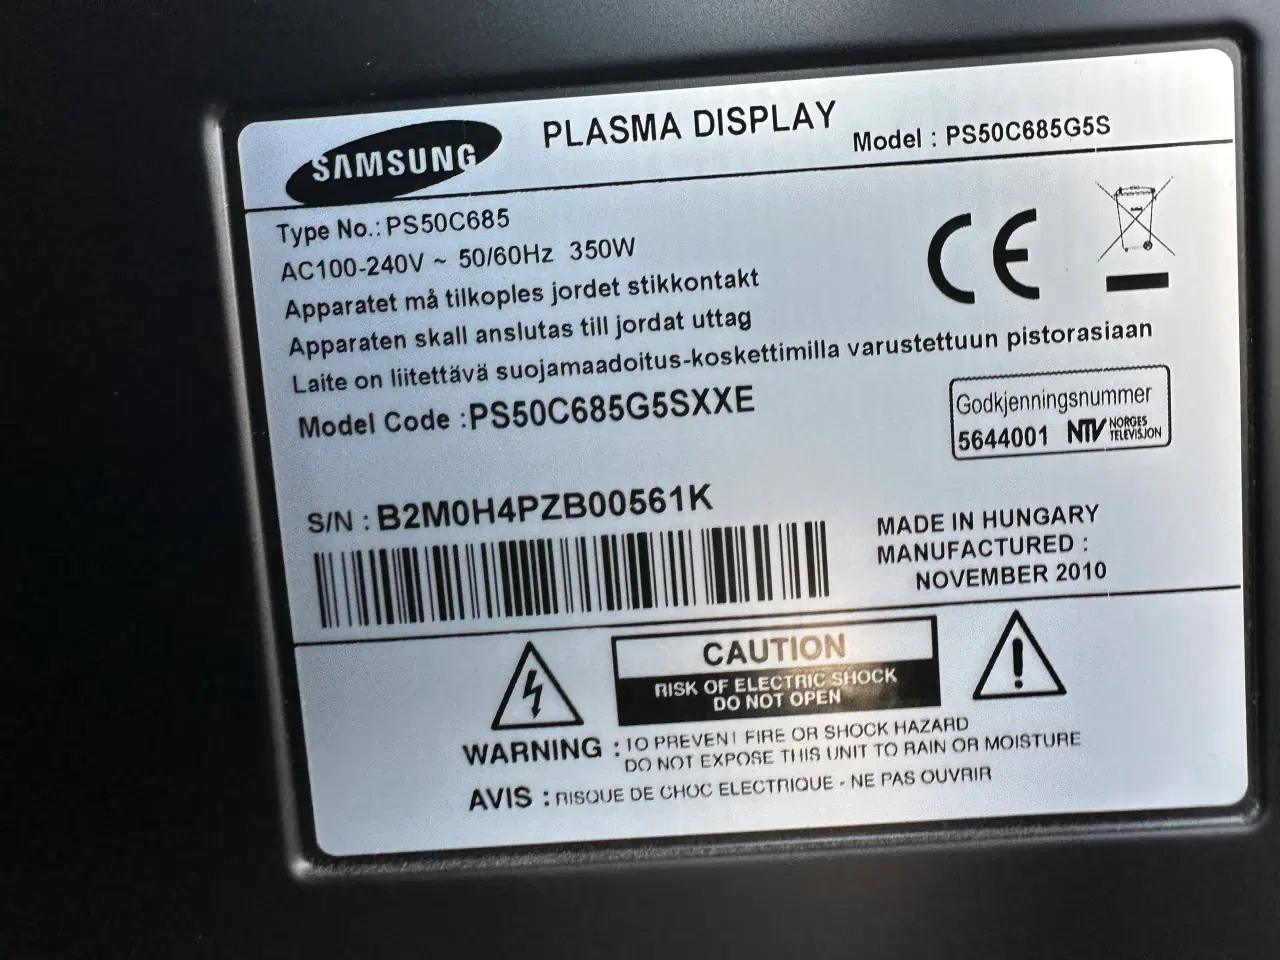 SAMSUNG
PLASMA DISPLAY
Model : PS50C685G5S
Type No.: PS50C685
AC100-240V ~ 50/60Hz 350W
Apparatet må tilkoples jordet stikkontakt
Apparaten skall anslutas till jordat uttag
Laite on liitettävä suojamaadoitus-koskettimilla varustettuun pistorasiaan
Model Code :PS50C685G5SXXE
CE
Godkjenningsnummer
5644001 NTV NORGES
TELEVISJON
S/N : B2M0H4PZB00561K
MADE IN HUNGARY
MANUFACTURED :
NOVEMBER 2010
CAUTION
RISK OF ELECTRIC SHOCK
DO NOT OPEN
WARNING : TO PREVENT FIRE OR SHOCK HAZARD
DO NOT EXPOSE THIS UNIT TO RAIN OR MOISTURE
AVIS : RISQUE DE CHOC ELECTRIQUE - NE PAS OUVRIR